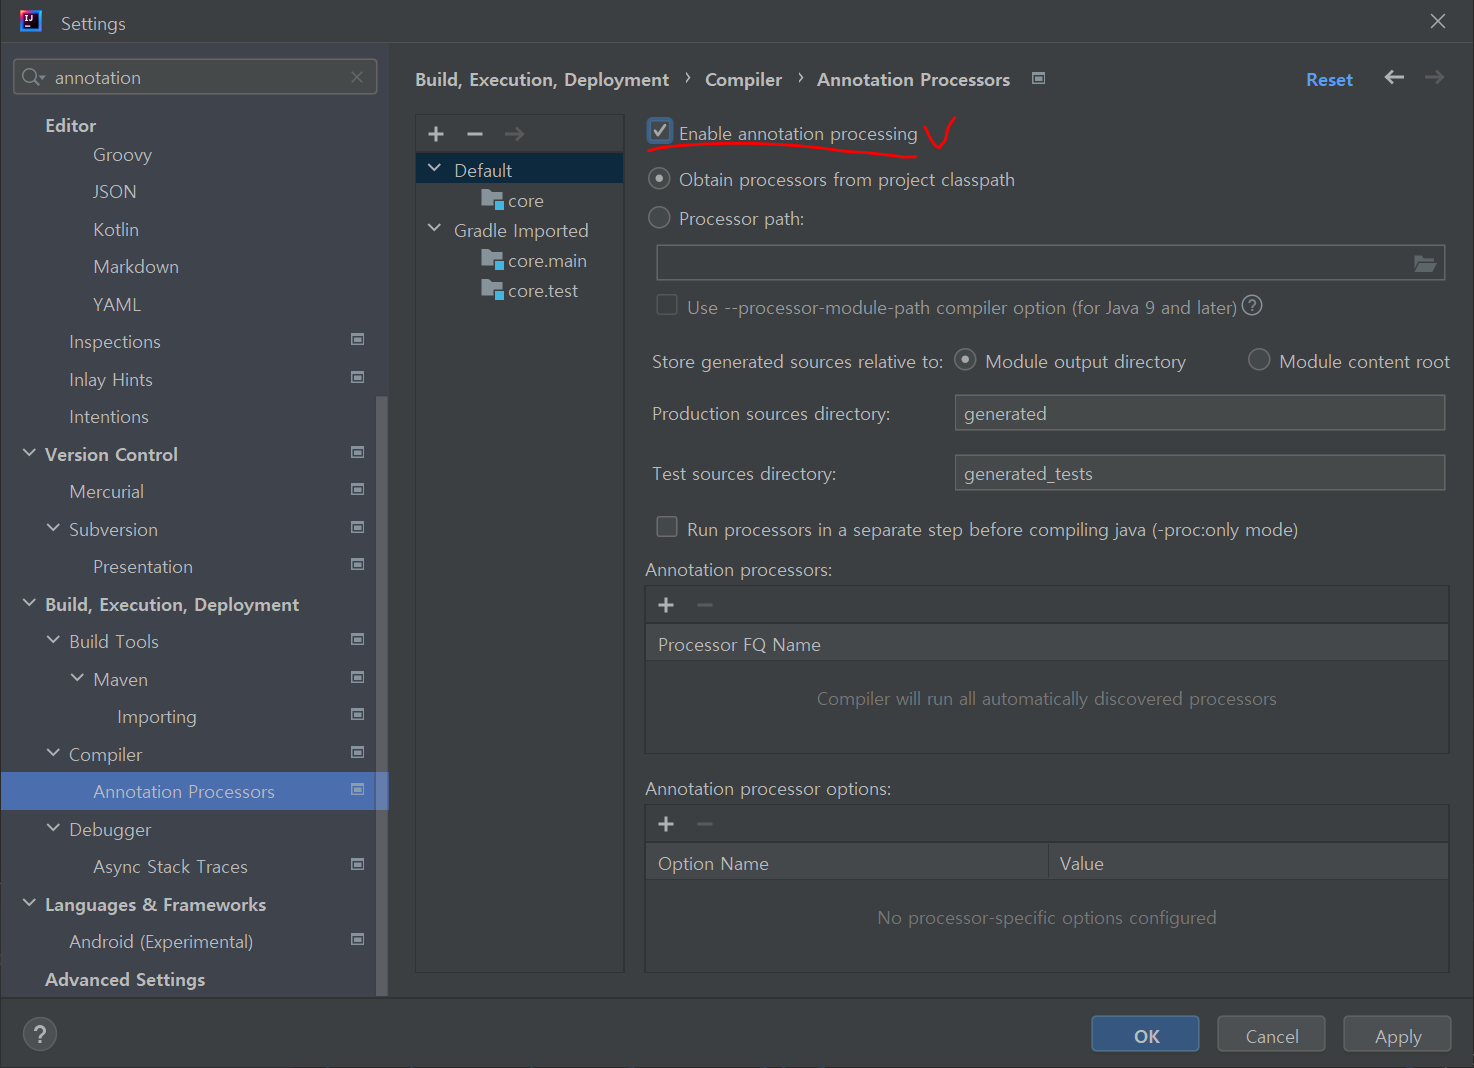 Settings
annotation
Editor
Groovy
JSON
Kotlin
Markdown
YAML
Inspections
Inlay Hints
Intentions
Version Control
Mercurial
Subversion
Presentation
Build, Execution, Deployment
Build Tools
Maven
Importing
Compiler
Annotation Processors
Debugger
Async Stack Traces
Languages & Frameworks
Android (Experimental)
Advanced Settings
Build, Execution, Deployment › Compiler › Annotation Processors
Reset
Default
core
Gradle Imported
core.main
core.test
Enable annotation processing
Obtain processors from project classpath
Processor path:
Use --processor-module-path compiler option (for Java 9 and later) ?
Store generated sources relative to: Module output directory Module content root
Production sources directory: generated
Test sources directory: generated_tests
Run processors in a separate step before compiling java (-proc:only mode)
Annotation processors:
Processor FQ Name
Compiler will run all automatically discovered processors
Annotation processor options:
Option Name Value
No processor-specific options configured
? OK Cancel Apply